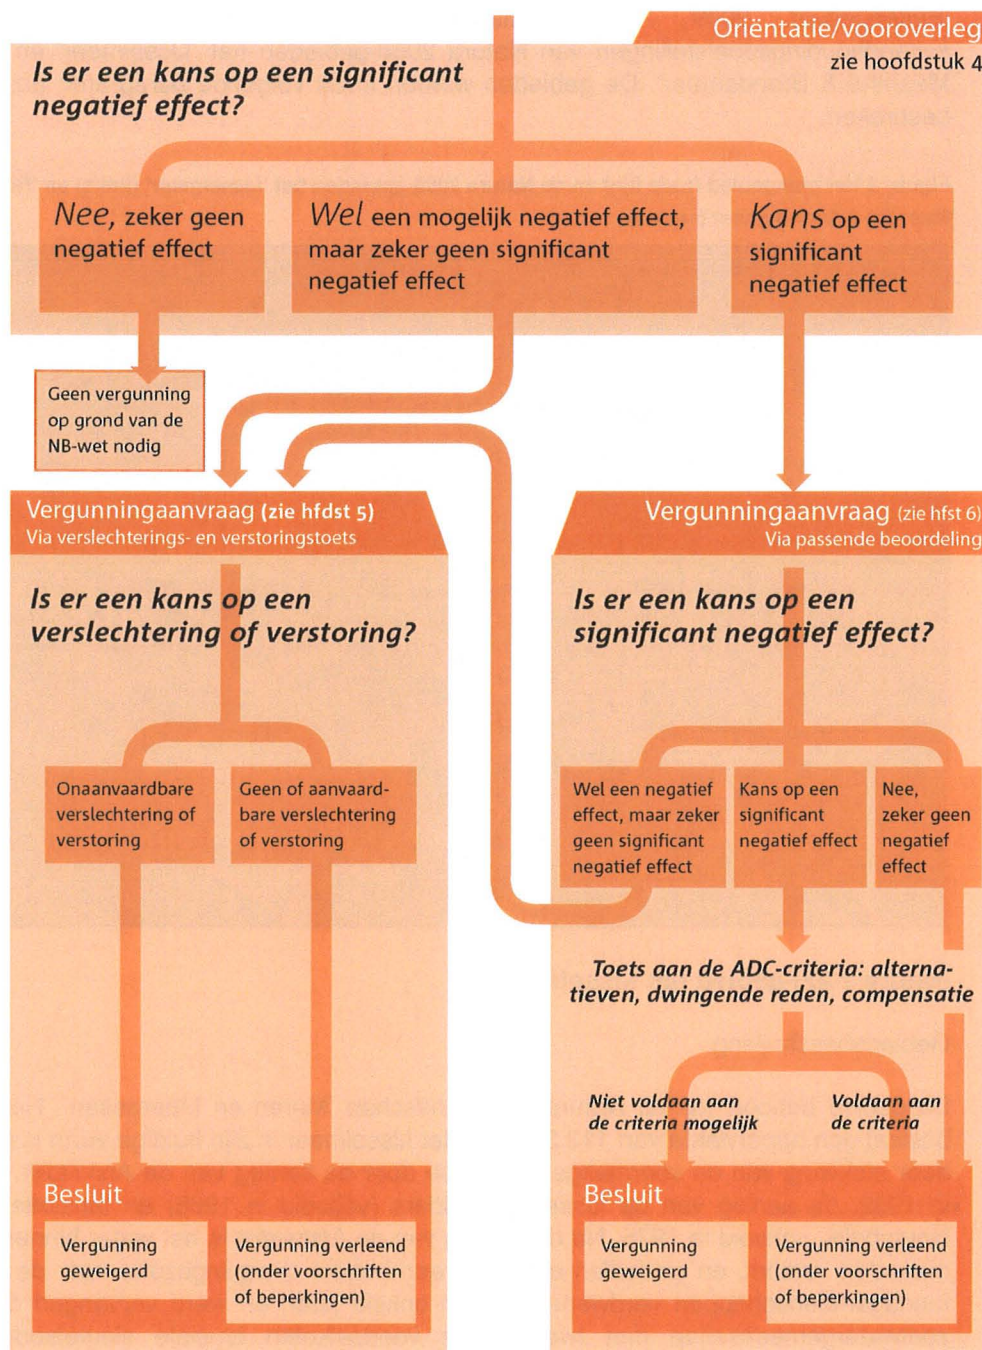 Oriëntatie/vooroverleg
zie hoofdstuk 4
Is er een kans op een significant
negatief effect?
Nee, zeker geen
negatief effect
Wel een mogelijk negatief effect,
maar zeker geen significant
negatief effect
Kans op een
significant
negatief effect
Geen vergunning
op grond van de
NB-wet nodig
Vergunningaanvraag (zie hfdst 5)
Via verslechterings- en verstoringstoets
Is er een kans op een
verslechtering of verstoring?
Onaanvaardbare
verslechtering of
verstoring
Geen of aanvaard-
bare verslechtering
of verstoring
Besluit
Vergunning
geweigerd
Vergunning verleend
(onder voorschriften
of beperkingen)
Vergunningaanvraag (zie hfst 6)
Via passende beoordeling
Is er een kans op een
significant negatief effect?
Wel een negatief
effect, maar zeker
geen significant
negatief effect
Kans op een
significant
negatief effect
Nee,
zeker geen
negatief
effect
Toets aan de ADC-criteria: alterna-
tieven, dwingende reden, compensatie
Niet voldaan aan
de criteria mogelijk
Voldaan aan
de criteria
Besluit
Vergunning
geweigerd
Vergunning verleend
(onder voorschriften
of beperkingen)